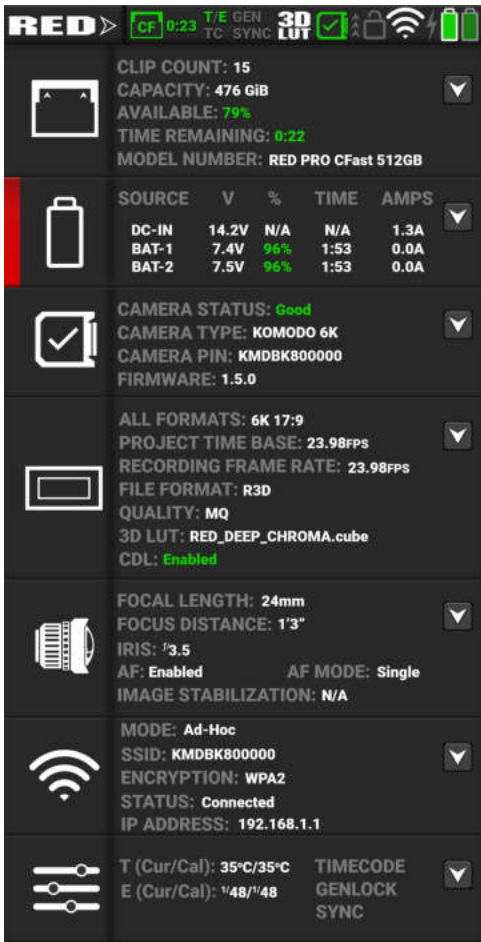 RED CF 0:23 T/E GEN 3D
TC SYNC LUT
CLIP COUNT: 15
CAPACITY: 476 GiB
AVAILABLE: 79%
TIME REMAINING: 0:22
MODEL NUMBER: RED PRO CFast 512GB
SOURCE V % TIME AMPS
DC-IN 14.2V N/A N/A 1.3A
BAT-1 7.4V 96% 1:53 0.0A
BAT-2 7.5V 96% 1:53 0.0A
CAMERA STATUS: Good
CAMERA TYPE: KOMODO 6K
CAMERA PIN: KMDBK800000
FIRMWARE: 1.5.0
ALL FORMATS: 6K 17:9
PROJECT TIME BASE: 23.98FPS
RECORDING FRAME RATE: 23.98FPS
FILE FORMAT: R3D
QUALITY: MQ
3D LUT: RED_DEEP_CHROMA.cube
CDL: Enabled
FOCAL LENGTH: 24mm
FOCUS DISTANCE: 1'3"
IRIS: f/3.5
AF: Enabled AF MODE: Single
IMAGE STABILIZATION: N/A
MODE: Ad-Hoc
SSID: KMDBK800000
ENCRYPTION: WPA2
STATUS: Connected
IP ADDRESS: 192.168.1.1
T (Cur/Cal): 35°C/35°C TIMECODE
E (Cur/Cal): 1/48/1/48 GENLOCK
SYNC